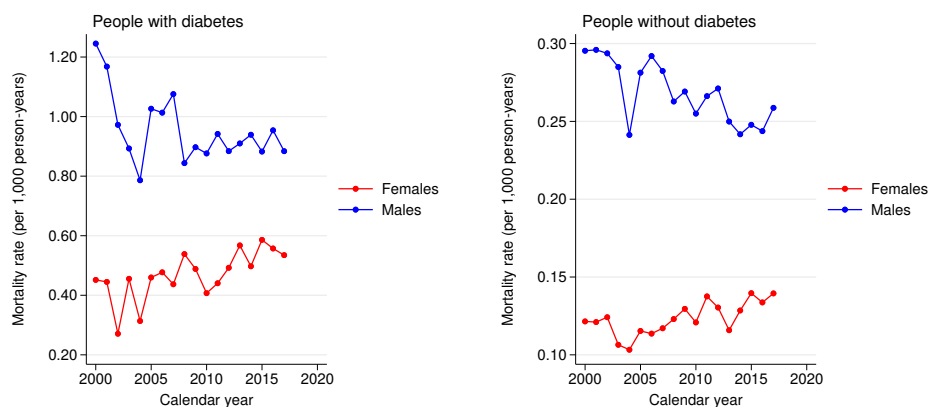 People with diabetes
Mortality rate (per 1,000 person-years)
1.20
1.00
0.80
0.60
0.40
0.20
2000 2005 2010 2015 2020
Calendar year
Females
Males
People without diabetes
Mortality rate (per 1,000 person-years)
0.30
0.25
0.20
0.15
0.10
2000 2005 2010 2015 2020
Calendar year
Females
Males